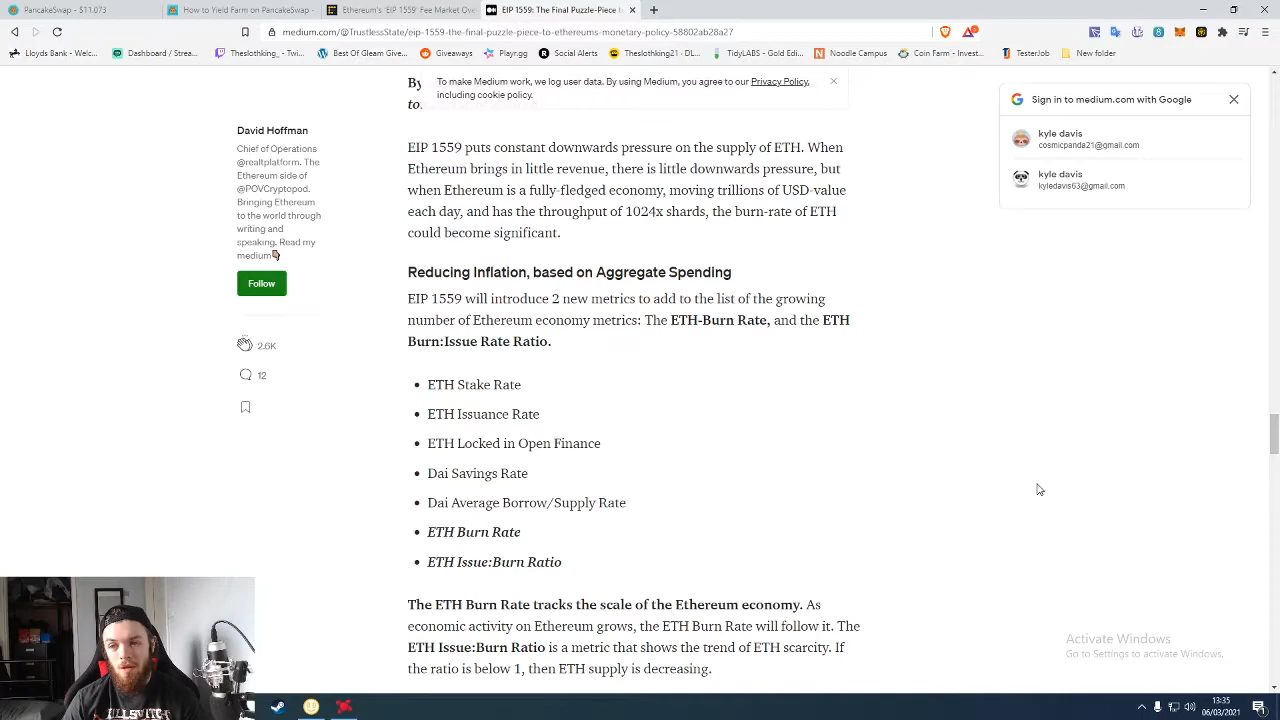 PancakeSwap - $11.073
How to Yield Farm on PancakeSwap -
Ethereum's 'EIP 1559' Fee Market Ove
EIP 1559: The Final Puzzle-Piece to
medium.com/@TrustlessState/eip-1559-the-final-puzzle-piece-to-ethereums-monetary-policy-58802ab28a27
Lloyds Bank - Welco...
Dashboard / Strea...
Theslothking - Twi...
Best Of Gleam Give...
Giveaways
Play.gg
Social Alerts
Theslothking21 - DL...
TidyLABS - Gold Edi...
Noodle Campus
Coin Farm - Invest...
TesterJob
New folder
By
To make Medium work, we log user data. By using Medium, you agree to our Privacy Policy,
including cookie policy.
Sign in to medium.com with Google
kyle davis
cosmicpanda21@gmail.com
kyle davis
kyledavis63@gmail.com
David Hoffman
Chief of Operations
@realtplatform. The
Ethereum side of
@POVCryptopod.
Bringing Ethereum
to the world through
writing and
speaking. Read my
medium
Follow
2.6K
12
EIP 1559 puts constant downwards pressure on the supply of ETH. When
Ethereum brings in little revenue, there is little downwards pressure, but
when Ethereum is a fully-fledged economy, moving trillions of USD-value
each day, and has the throughput of 1024x shards, the burn-rate of ETH
could become significant.
Reducing Inflation, based on Aggregate Spending
EIP 1559 will introduce 2 new metrics to add to the list of the growing
number of Ethereum economy metrics: The ETH-Burn Rate, and the ETH
Burn:Issue Rate Ratio.
• ETH Stake Rate
• ETH Issuance Rate
• ETH Locked in Open Finance
• Dai Savings Rate
• Dai Average Borrow/Supply Rate
• ETH Burn Rate
• ETH Issue:Burn Ratio
The ETH Burn Rate tracks the scale of the Ethereum economy. As
economic activity on Ethereum grows, the ETH Burn Rate will follow it. The
ETH Issue:Burn Ratio is a metric that shows the trend of ETH scarcity. If
the ratio is below 1, then ETH supply is decreasing.
Activate Windows
Go to Settings to activate Windows.
13:35
06/03/2021